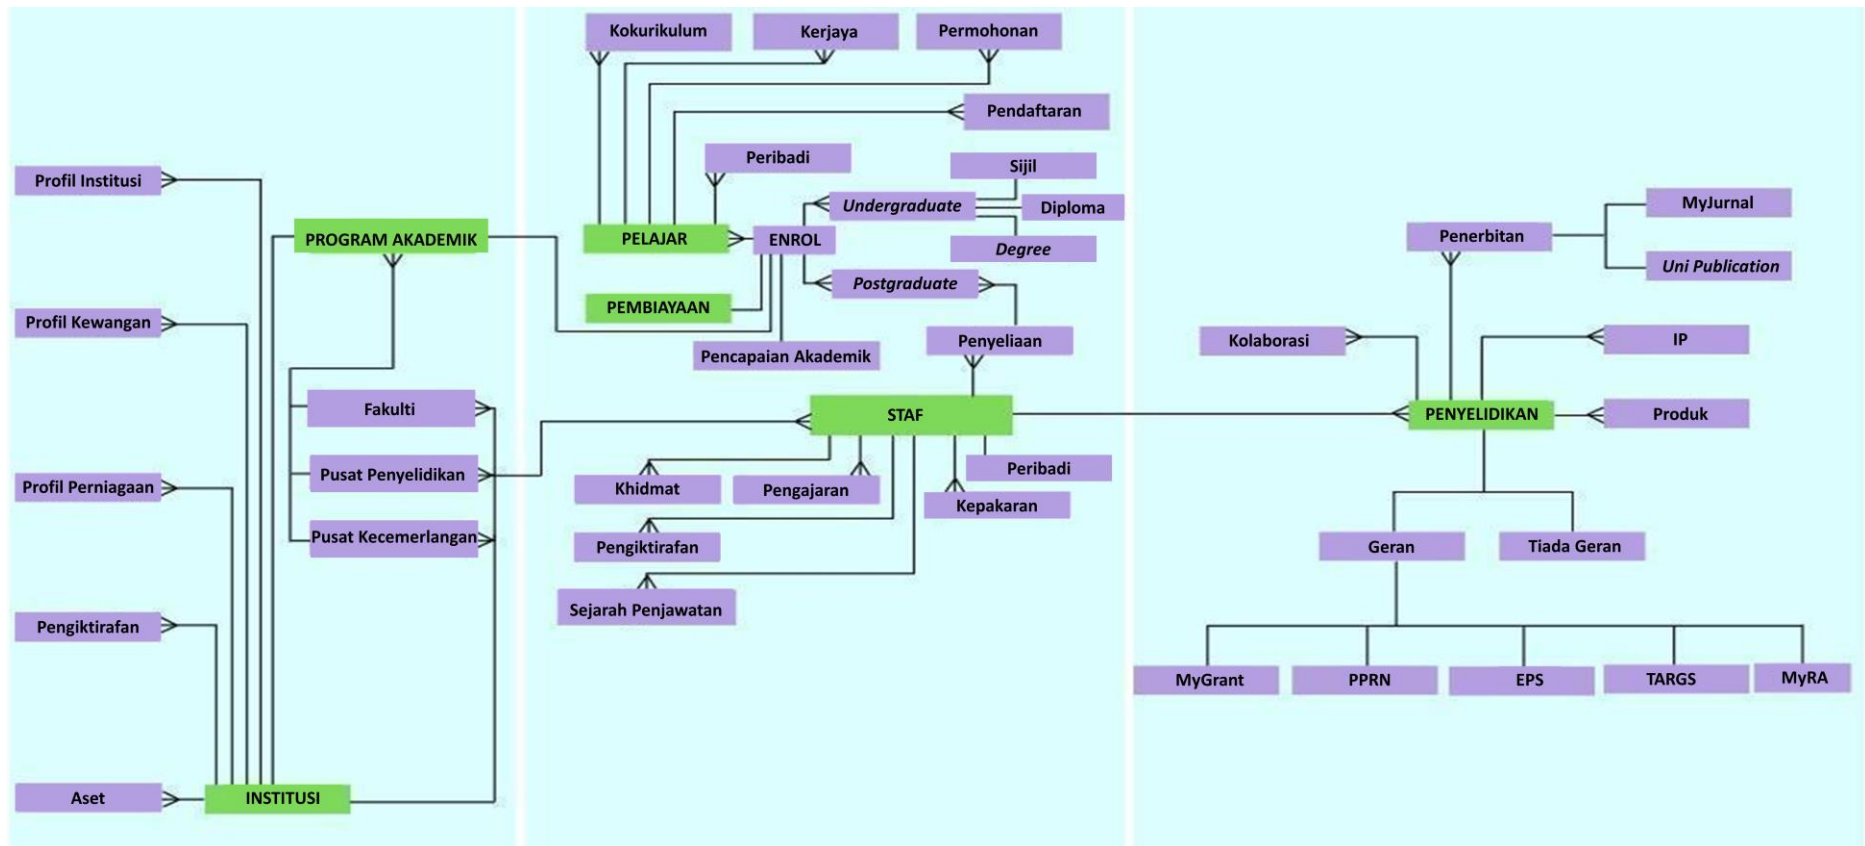 Profil Institusi
PROGRAM AKADEMIK
Profil Kewangan
Fakulti
Profil Perniagaan
Pusat Penyelidikan
Pusat Kecemerlangan
Pengiktirafan
Aset
INSTITUSI
Kokurikulum
Kerjaya
Permohonan
Pendaftaran
Peribadi
Sijil
Undergraduate
Diploma
PELAJAR
ENROL
Degree
Postgraduate
PEMBIAYAAN
Penyeliaan
Pencapaian Akademik
STAF
Peribadi
Khidmat
Pengajaran
Kepakaran
Pengiktirafan
Sejarah Penjawatan
MyJurnal
Penerbitan
Uni Publication
Kolaborasi
IP
PENYELIDIKAN
Produk
Geran
Tiada Geran
MyGrant
PPRN
EPS
TARGS
MyRA